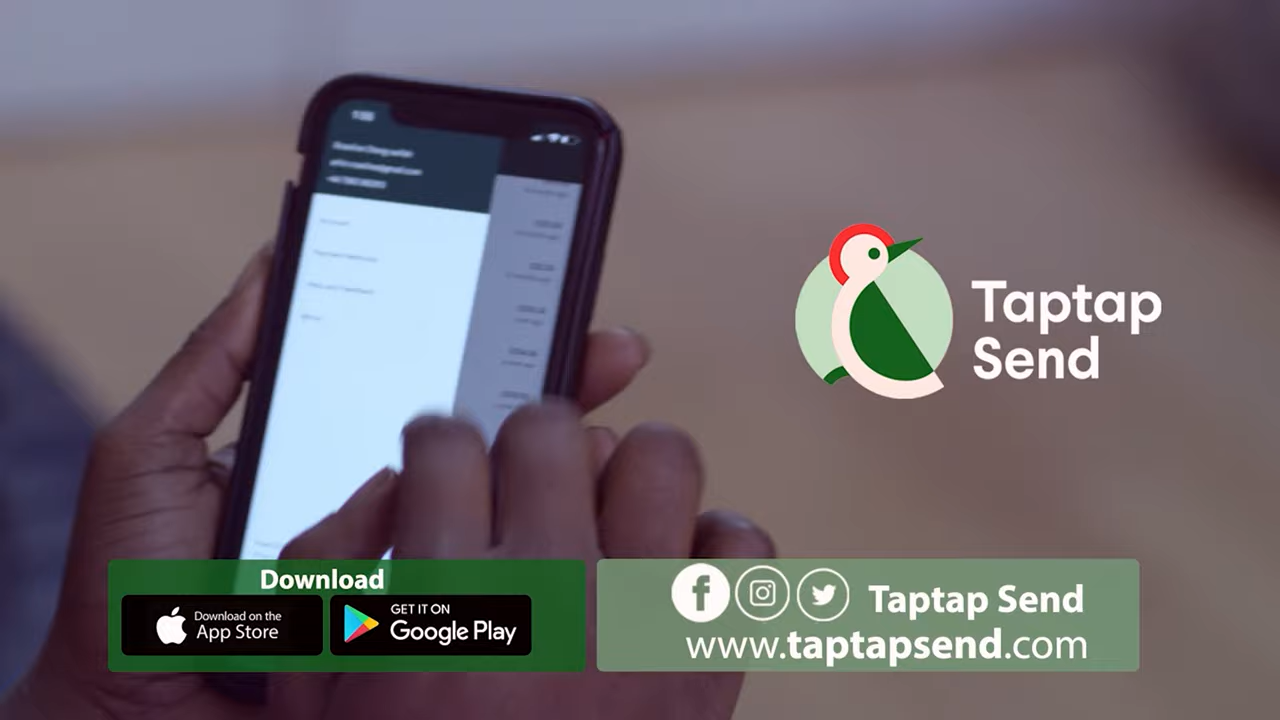 Taptap
Send
Download
Download on the
App Store
GET IT ON
Google Play
Taptap Send
www.taptapsend.com